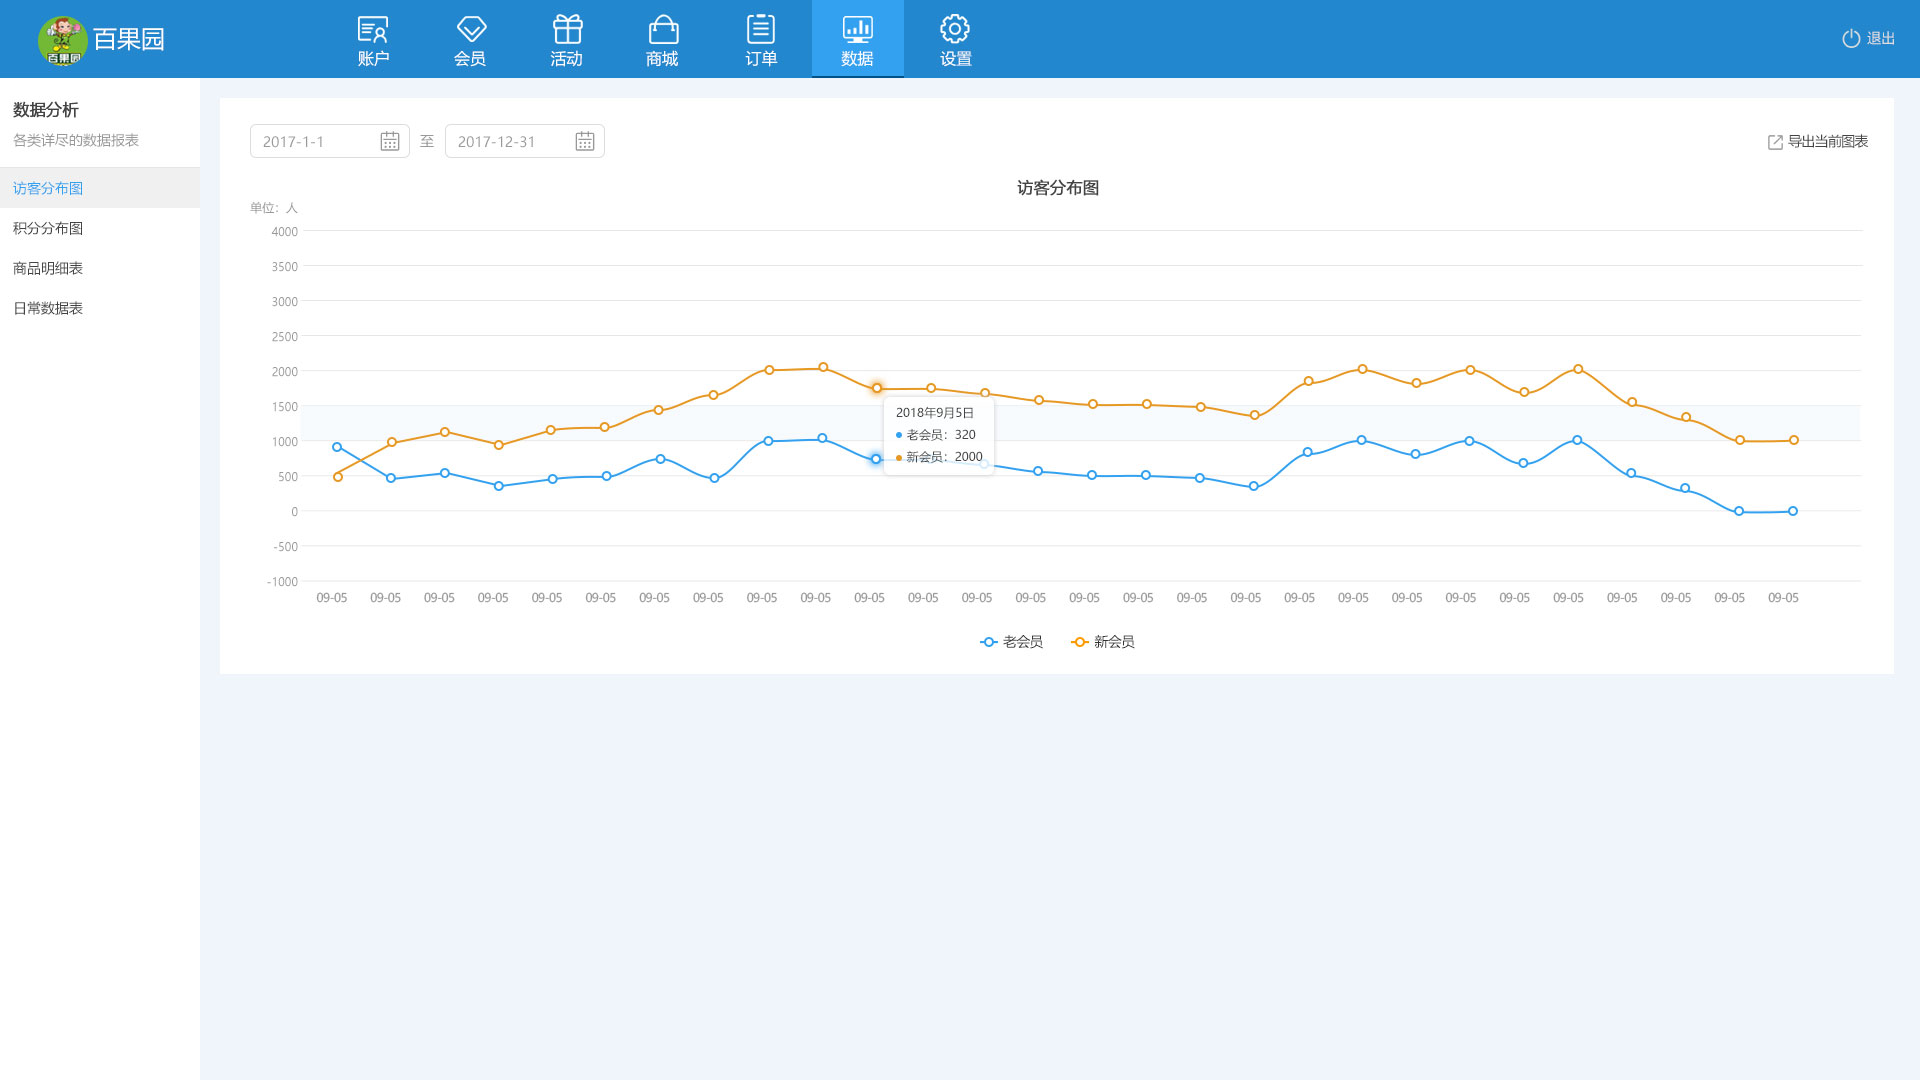 百果园
百果园
账户
会员
活动
商城
订单
数据
设置
退出
数据分析
各类详尽的数据报表
访客分布图
积分分布图
商品明细表
日常数据表
2017-1-1
至
2017-12-31
导出当前图表
访客分布图
单位：人
4000
3500
3000
2500
2000
1500
1000
500
0
-500
-1000
2018年9月5日
老会员：320
新会员：2000
09-05 09-05 09-05 09-05 09-05 09-05 09-05 09-05 09-05 09-05 09-05 09-05 09-05 09-05 09-05 09-05 09-05 09-05 09-05 09-05 09-05 09-05 09-05 09-05 09-05 09-05 09-05 09-05
老会员
新会员